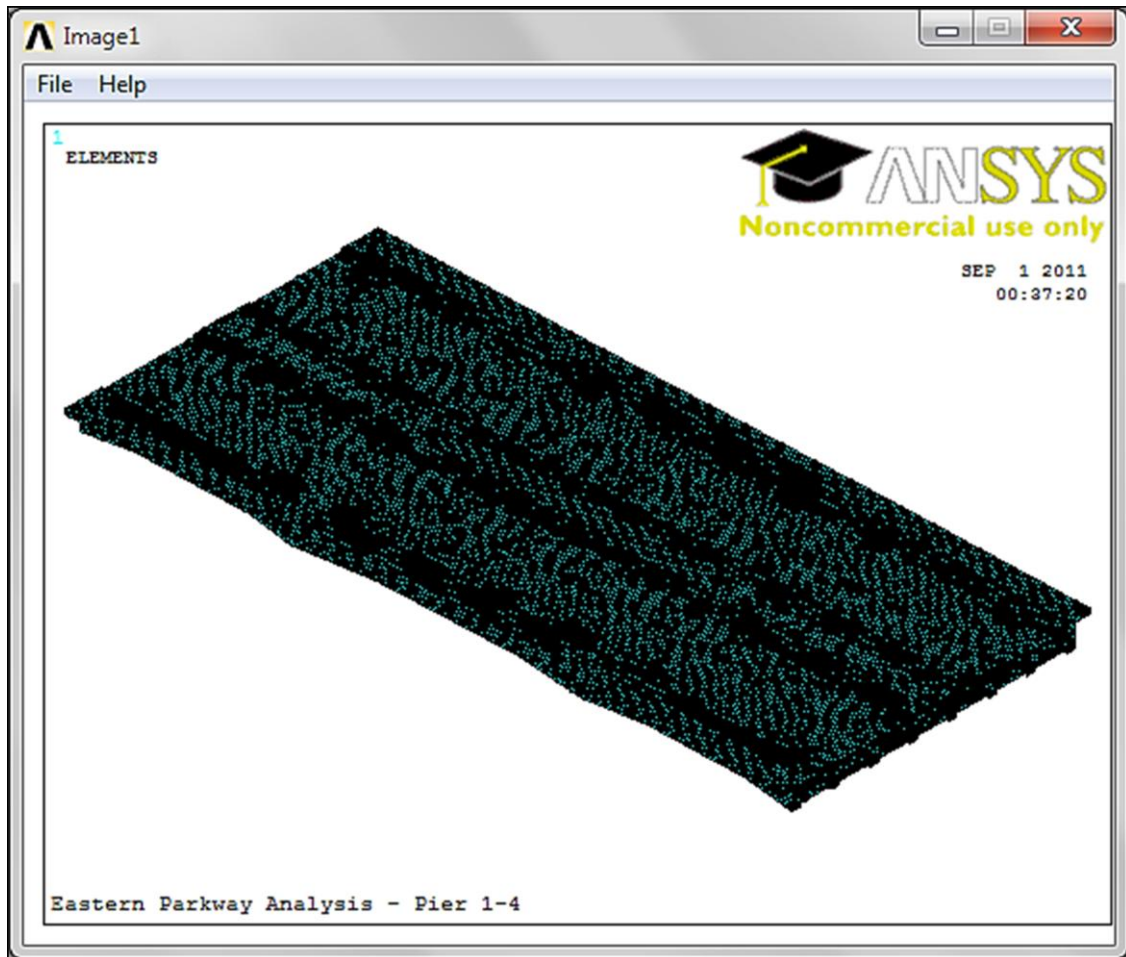 Image1
File Help
1
ELEMENTS
ANSYS
Noncommercial use only
SEP 1 2011
00:37:20
Eastern Parkway Analysis - Pier 1-4